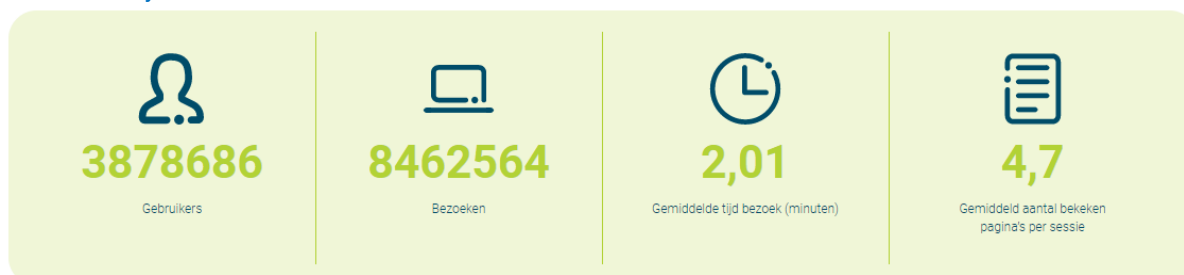 3878686
Gebruikers
8462564
Bezoeken
2,01
Gemiddelde tijd bezoek (minuten)
4,7
Gemiddeld aantal bekeken
pagina's per sessie